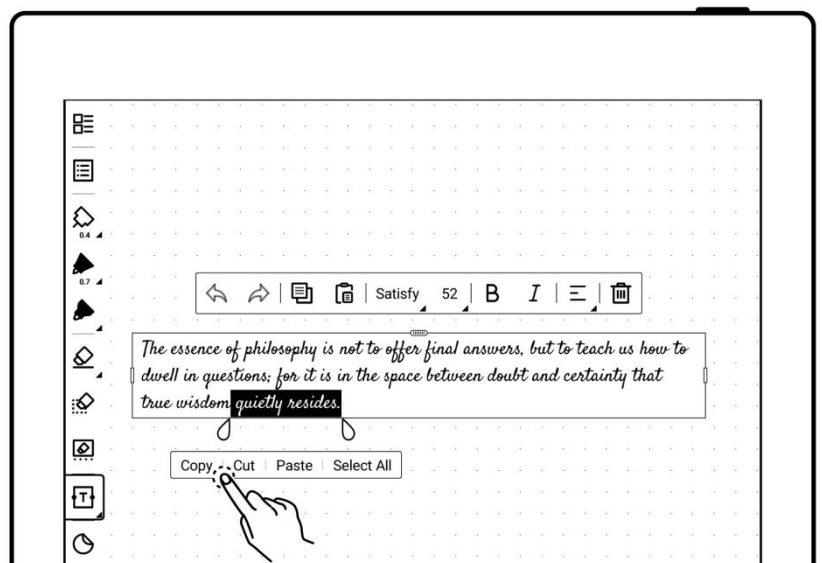 0.4
0.7
Satisfy 52 B I
The essence of philosophy is not to offer final answers, but to teach us how to
dwell in questions; for it is in the space between doubt and certainty that
true wisdom quietly resides.
Copy Cut Paste Select All
T